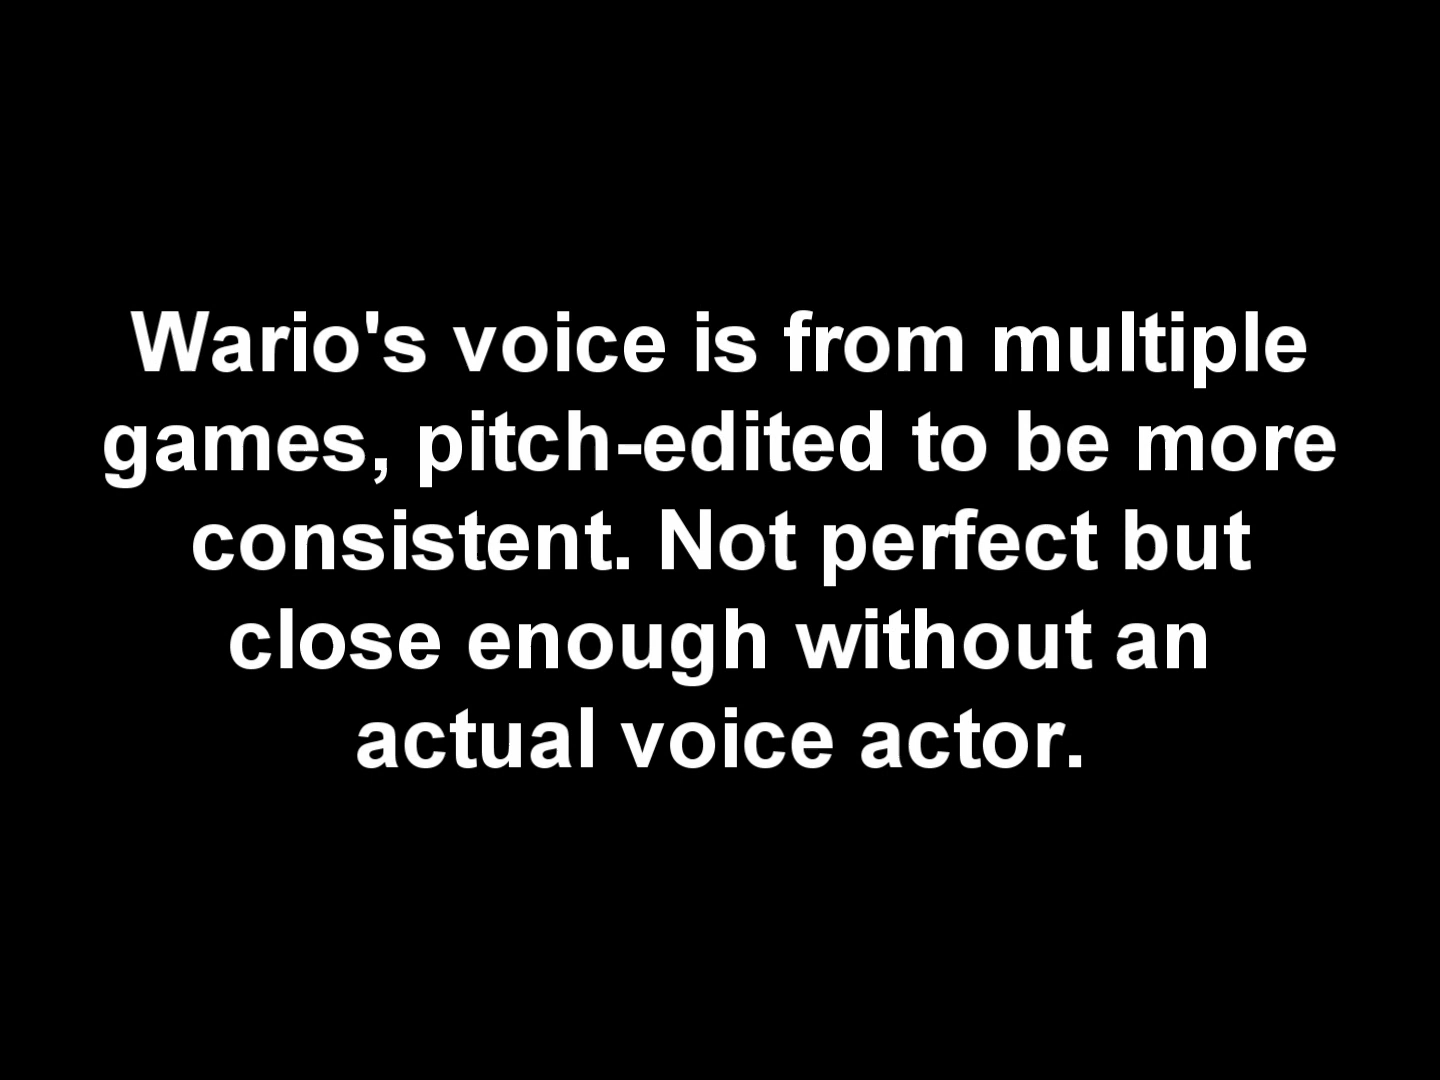 Wario's voice is from multiple
games, pitch-edited to be more
consistent. Not perfect but
close enough without an
actual voice actor.